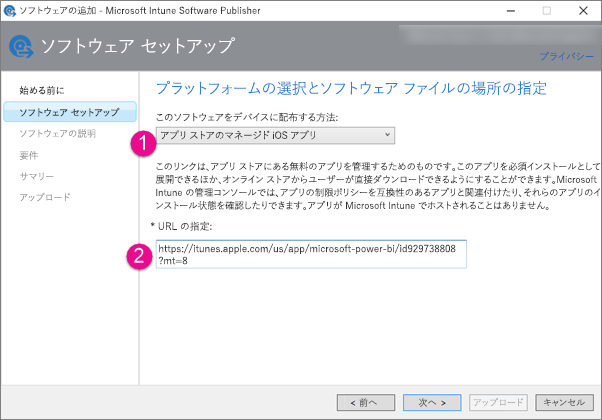 ソフトウェアの追加 - Microsoft Intune Software Publisher
ソフトウェア セットアップ
プライバシー
始める前に
ソフトウェア セットアップ
ソフトウェアの説明
要件
サマリー
アップロード
プラットフォームの選択とソフトウェア ファイルの場所の指定
このソフトウェアをデバイスに配布する方法:
1
アプリ ストアのマネージド iOS アプリ
このリンクは、アプリ ストアにある無料のアプリを管理するためのものです。このアプリを必須インストールとして
展開できるほか、オンライン ストアからユーザーが直接ダウンロードできるようにすることができます。Microsoft
Intune の管理コンソールでは、アプリの制限ポリシーを互換性のあるアプリと関連付けたり、それらのアプリのイ
ンストール状態を確認したりできます。アプリが Microsoft Intune でホストされることはありません。
* URL の指定:
2
https://itunes.apple.com/us/app/microsoft-power-bi/id929738808
?mt=8
< 前へ
次へ >
アップロード
キャンセル